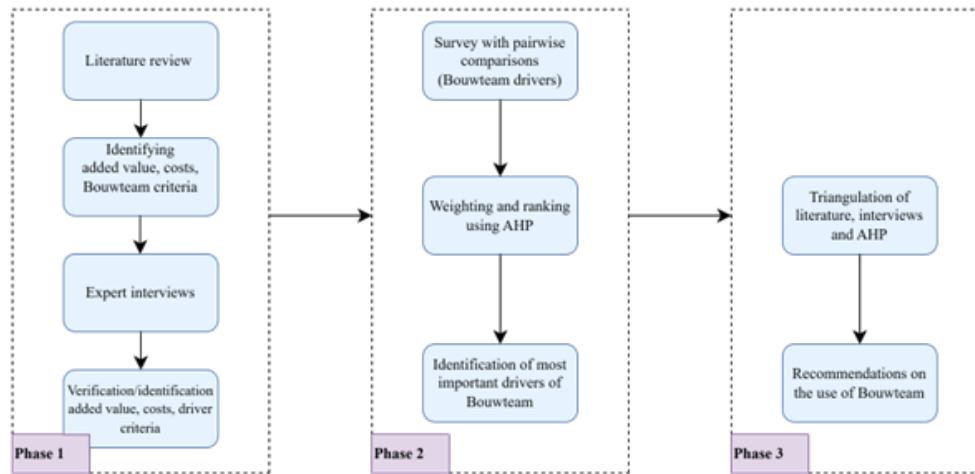 Literature review
Identifying
added value, costs,
Bouwteam criteria
Expert interviews
Verification/identification
added value, costs, driver
criteria
Phase 1
Survey with pairwise
comparisons
(Bouwteam drivers)
Weighting and ranking
using AHP
Identification of most
important drivers of
Bouwteam
Phase 2
Triangulation of
literature, interviews
and AHP
Recommendations on
the use of Bouwteam
Phase 3